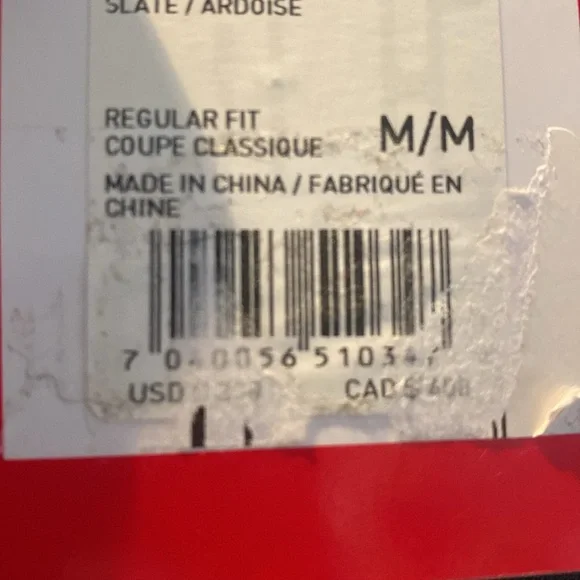 SLATE / ARDOISE
REGULAR FIT
COUPE CLASSIQUE
M/M
MADE IN CHINA / FABRIQUÉ EN
CHINE
USD
CAD